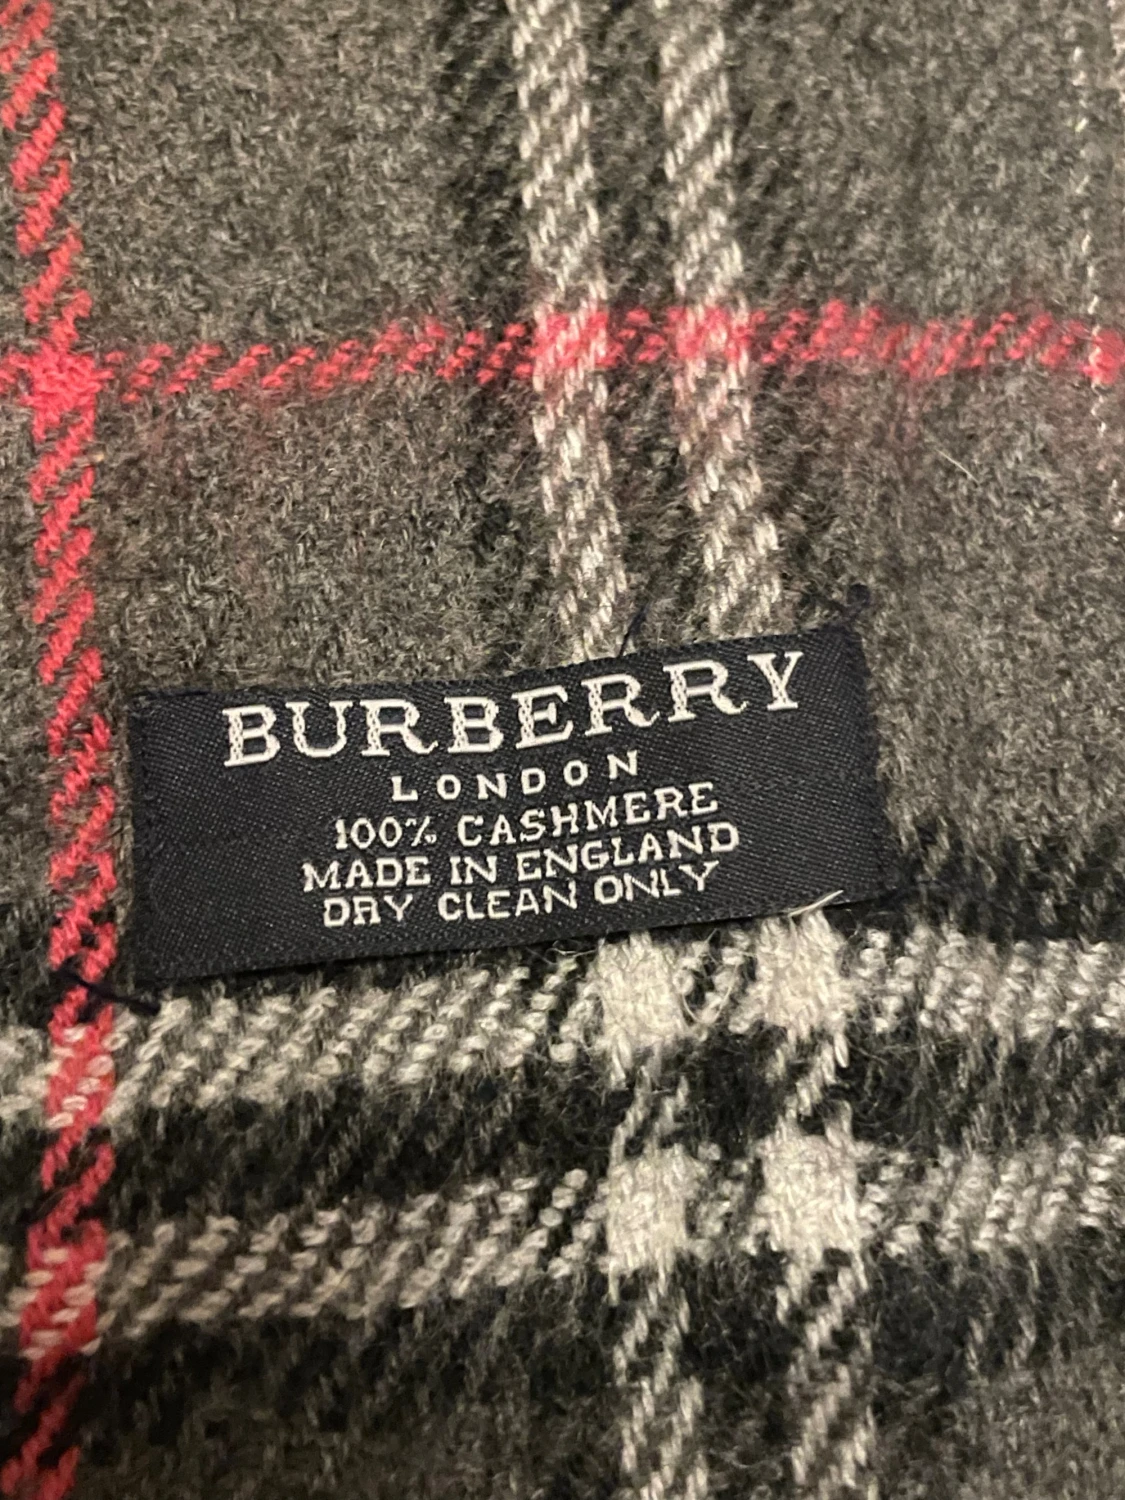 BURBERRY
LONDON
100% CASHMERE
MADE IN ENGLAND
DRY CLEAN ONLY